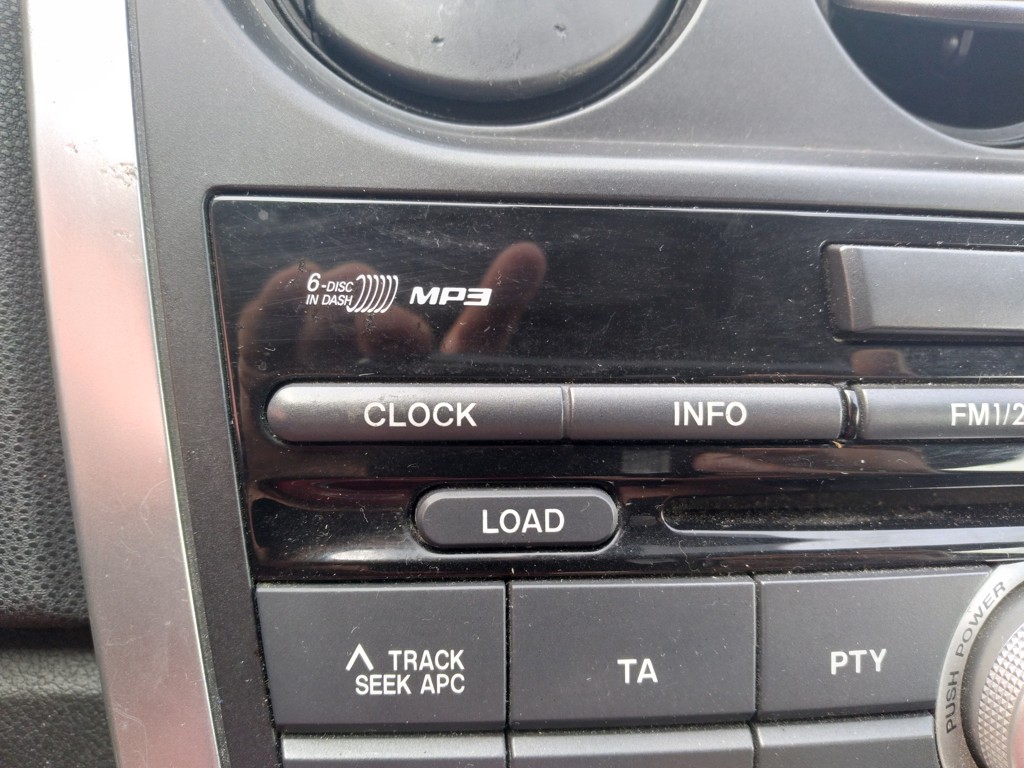 6-DISC
IN DASH
MP3
CLOCK
INFO
FM1/2
LOAD
TRACK
SEEK APC
TA
PTY
PUSH POWER